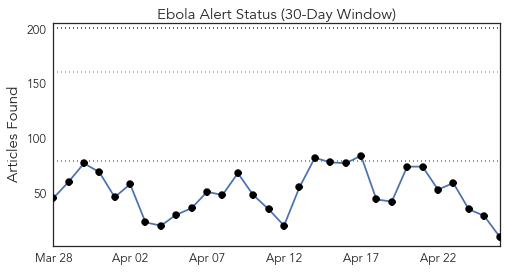 Ebola Alert Status (30-Day Window)
Articles Found
200
150
100
50
Mar 28 Apr 02 Apr 07 Apr 12 Apr 17 Apr 22